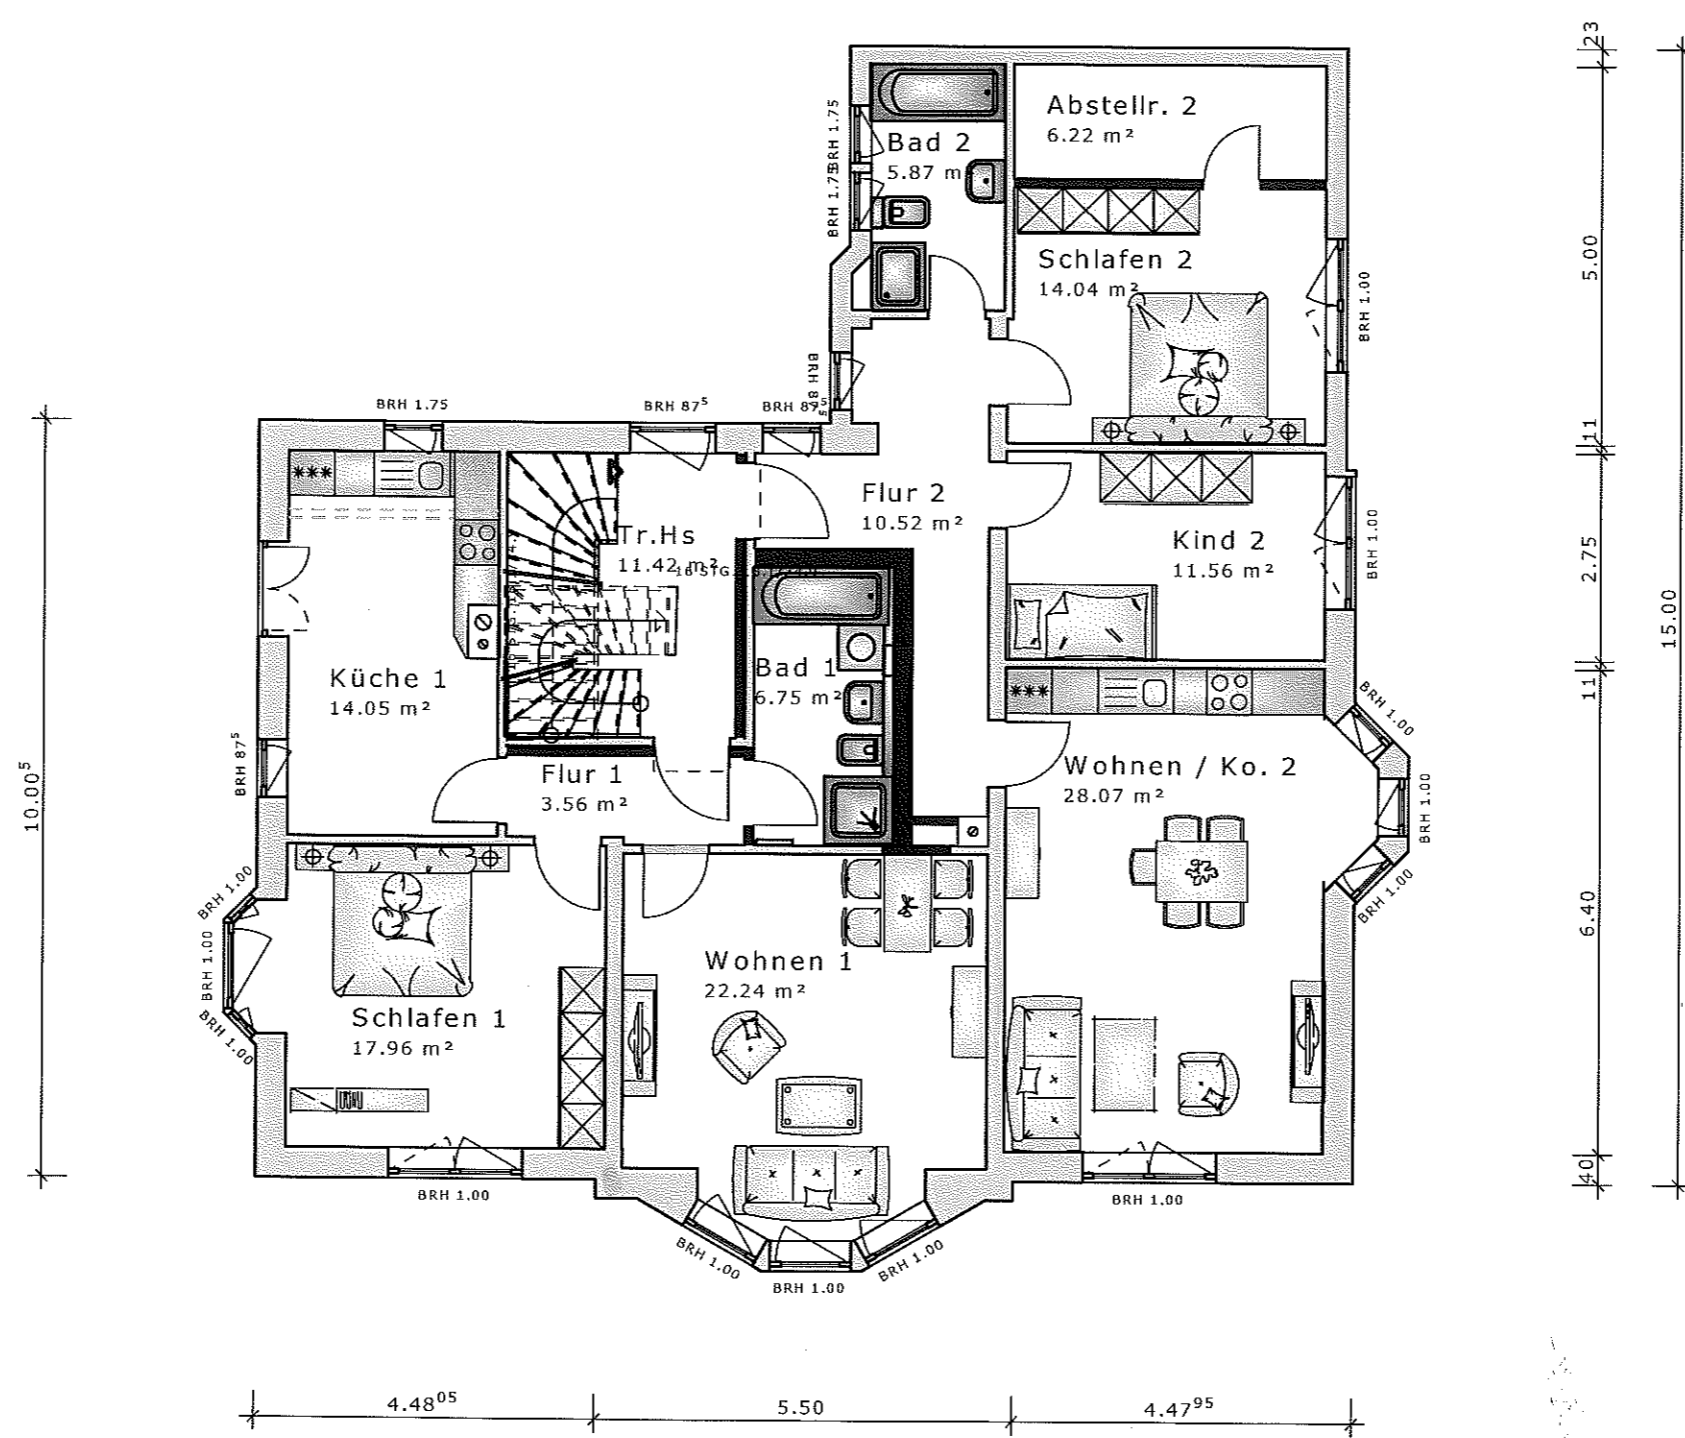 23
Abstellr. 2
6.22 m²
BRH 1.75
Bad 2
5.87 m
BRH 1.75
Schlafen 2
14.04 m²
5.00
BRH 1.00
BRH 1.75
BRH 87⁵
BRH 87⁵
BRH 8
11
Flur 2
10.52 m²
Tr.Hs
11.42 m²
16 STG
Kind 2
11.56 m²
BRH 1.00
2.75
15.00
Küche 1
14.05 m²
Bad 1
6.75 m²
11
BRH 1.00
BRH 87⁵
Flur 1
3.56 m²
Wohnen / Ko. 2
28.07 m²
BRH 1.00
10.00⁵
BRH 1.00
BRH 1.00
6.40
BRH 1.00
Wohnen 1
22.24 m²
BRH 1.00
Schlafen 1
17.96 m²
40
BRH 1.00
BRH 1.00
BRH 1.00
BRH 1.00
BRH 1.00
4.48⁰⁵
5.50
4.47⁹⁵